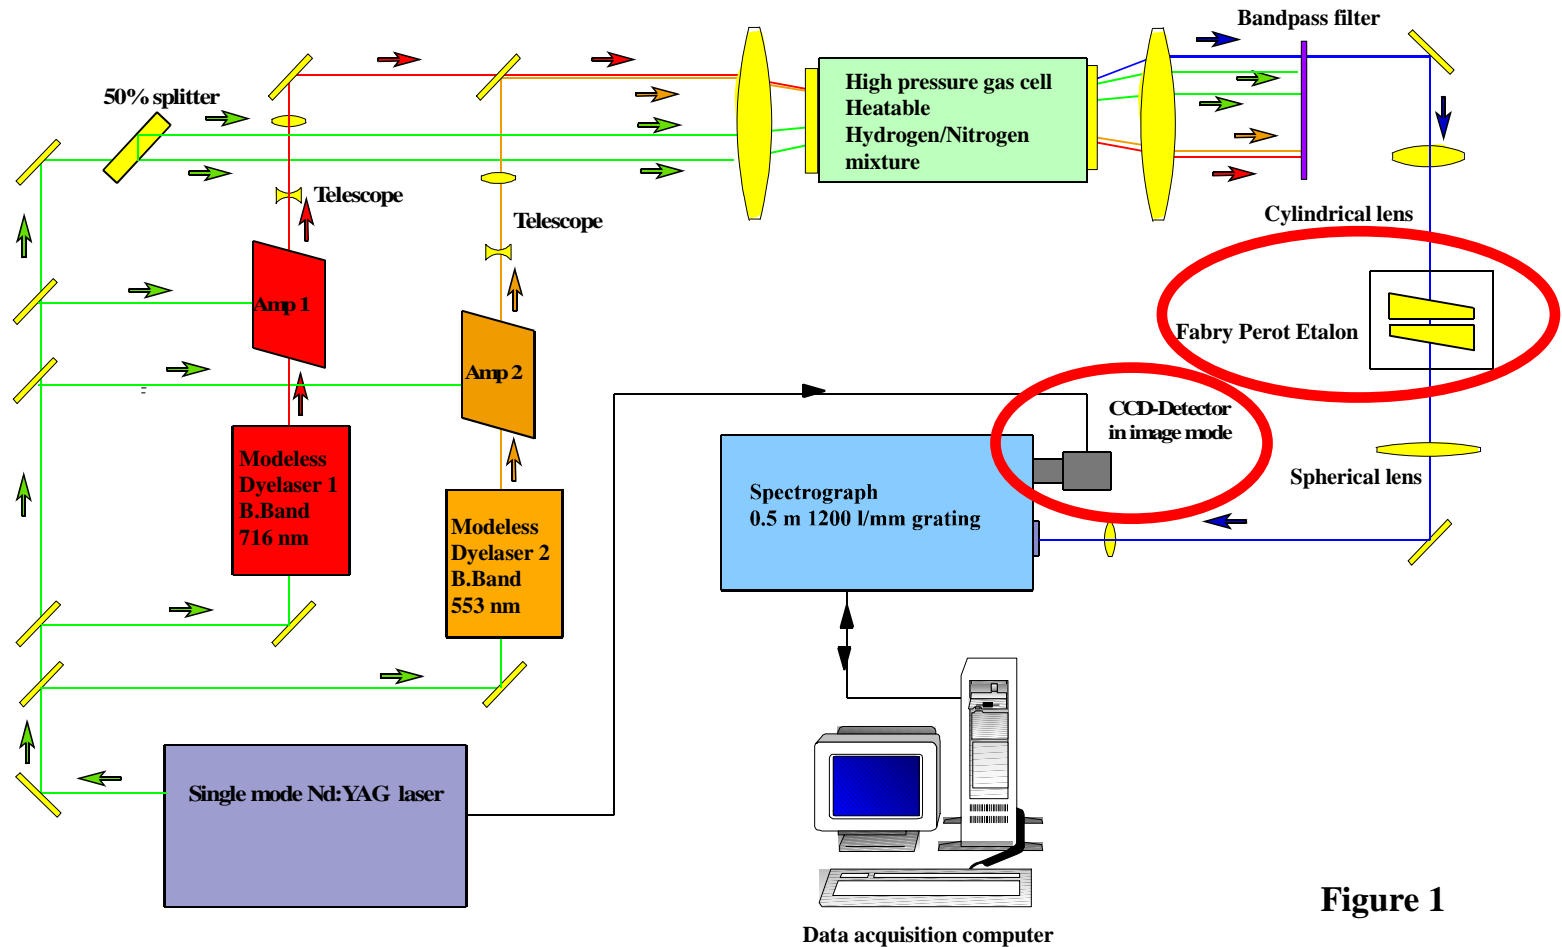 Bandpass filter
50% splitter
High pressure gas cell
Heatable
Hydrogen/Nitrogen
mixture
Telescope
Telescope
Cylindrical lens
Amp 1
Fabry Perot Etalon
Amp 2
CCD-Detector
in image mode
Modeless
Dyelaser 1
B.Band
716 nm
Spectrograph
0.5 m 1200 l/mm grating
Spherical lens
Modeless
Dyelaser 2
B.Band
553 nm
Single mode Nd:YAG laser
Figure 1
Data acquisition computer